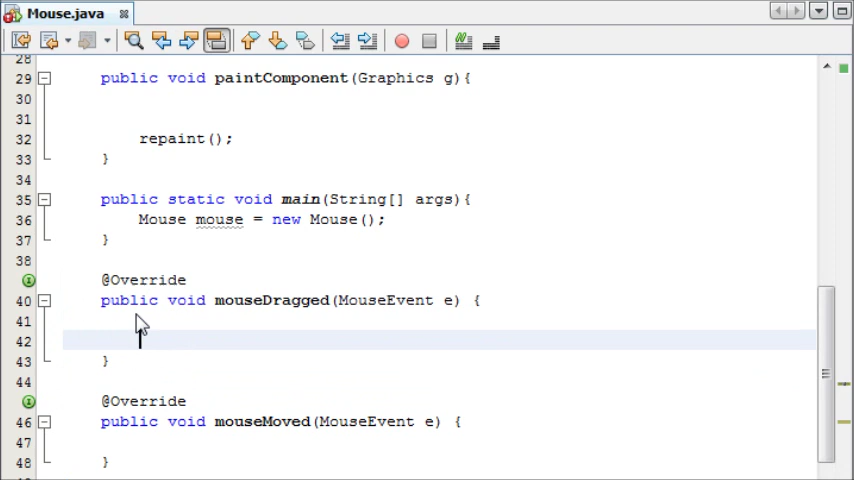 Mouse.java
28
29 public void paintComponent(Graphics g){
30
31
32 repaint();
33 }
34
35 public static void main(String[] args){
36 Mouse mouse = new Mouse();
37 }
38
@Override
40 public void mouseDragged(MouseEvent e) {
41
42
43 }
44
@Override
46 public void mouseMoved(MouseEvent e) {
47
48 }